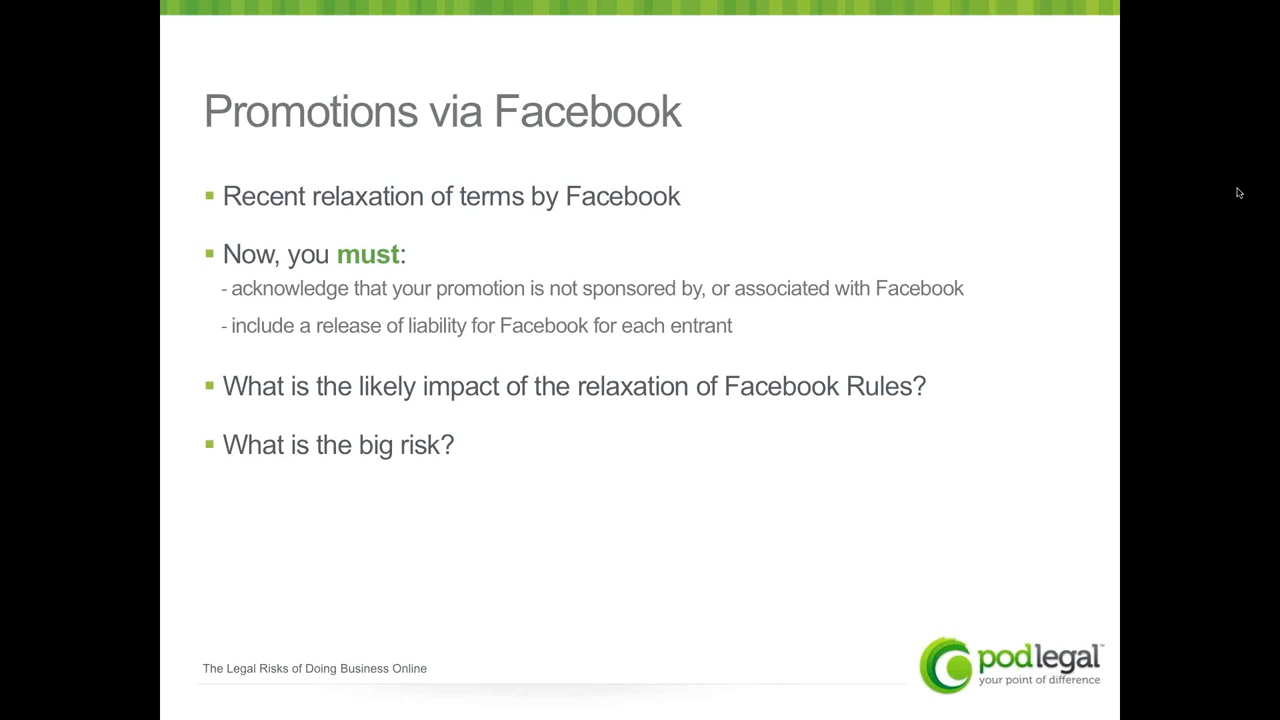 Promotions via Facebook
▪ Recent relaxation of terms by Facebook
▪ Now, you must:
- acknowledge that your promotion is not sponsored by, or associated with Facebook
- include a release of liability for Facebook for each entrant
▪ What is the likely impact of the relaxation of Facebook Rules?
▪ What is the big risk?
The Legal Risks of Doing Business Online
podlegal™
your point of difference